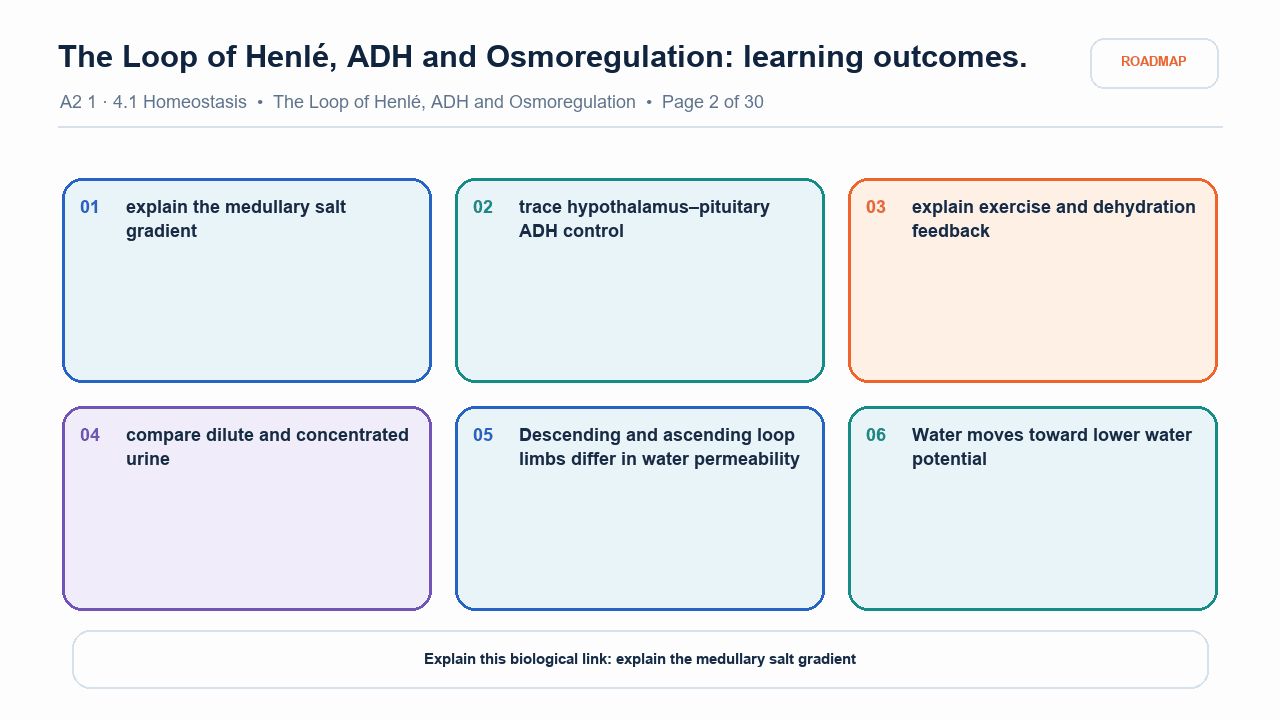 The Loop of Henlé, ADH and Osmoregulation: learning outcomes.
ROADMAP
A2 1 · 4.1 Homeostasis • The Loop of Henlé, ADH and Osmoregulation • Page 2 of 30
01 explain the medullary salt
gradient
02 trace hypothalamus–pituitary
ADH control
03 explain exercise and dehydration
feedback
04 compare dilute and concentrated
urine
05 Descending and ascending loop
limbs differ in water permeability
06 Water moves toward lower water
potential
Explain this biological link: explain the medullary salt gradient